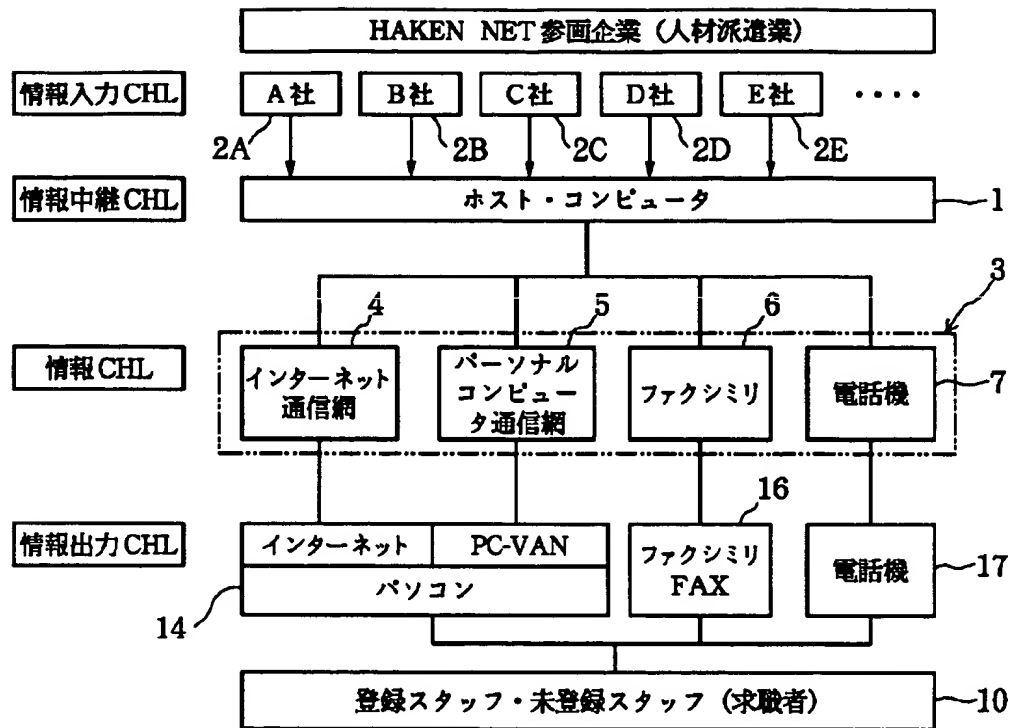 HAKEN NET 参画企業 (人材派遣業)
情報入力CHL
A社
B社
C社
D社
E社
・・・・
2A
2B
2C
2D
2E
情報中継CHL
ホスト・コンピュータ
1
3
4
5
6
情報CHL
インターネット
通信網
パーソナル
コンピュー
タ通信網
ファクシミリ
電話機
7
16
情報出力CHL
インターネット
PC-VAN
ファクシミリ
FAX
電話機
17
パソコン
14
登録スタッフ・未登録スタッフ (求職者)
10